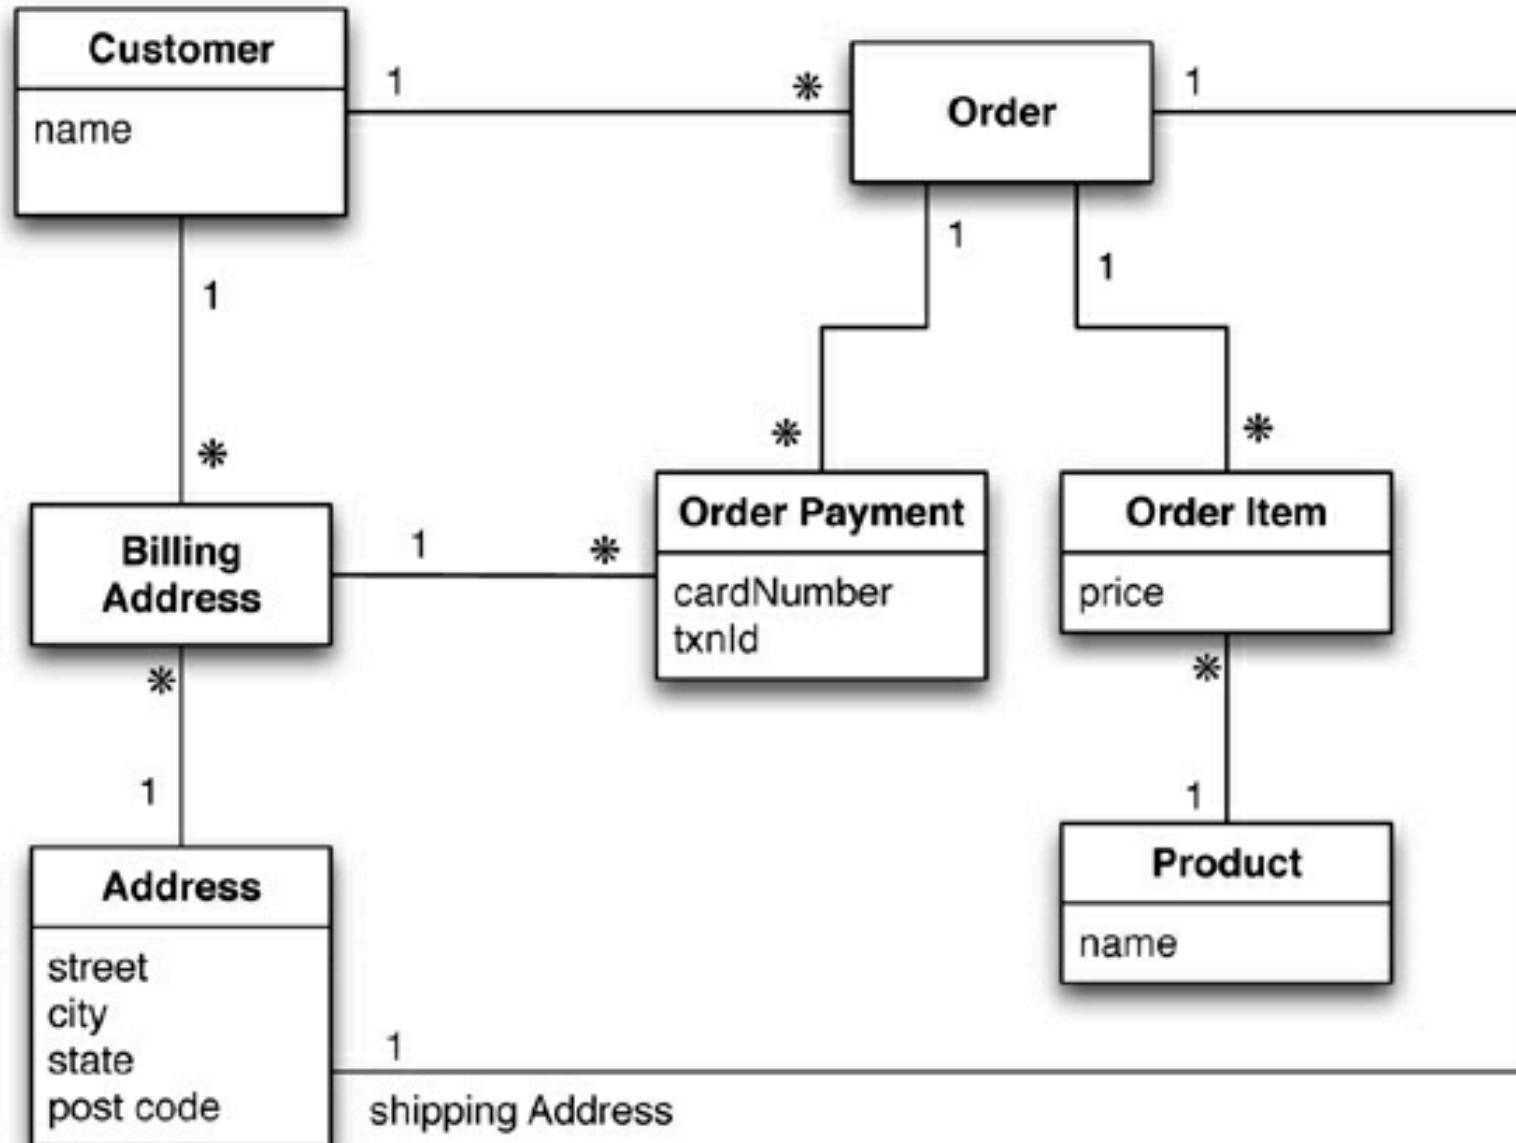 Customer
name
1
*
Order
1
1
1
1
*
*
*
Billing
Address
1
*
Order Payment
cardNumber
txnId
Order Item
price
*
1
*
1
Product
name
Address
street
city
state
post code
1
shipping Address